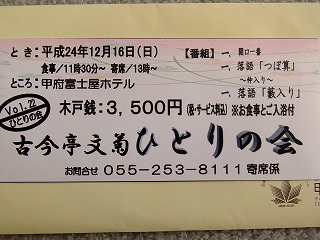 とき:平成24年12月16日(日)
食事/11時30分~ 寄席/13時~
ところ:甲府富士屋ホテル
【番組】
一、開口一番
一、落語「つぼ算」
~仲入り~
一、落語「藪入り」
Vol.22
ひとりの会
木戸銭:3,500円(税・サービス料込)※お食事とご入浴付
古今亭文菊ひとりの会
お問合せ 055-253-8111 寄席係
甲